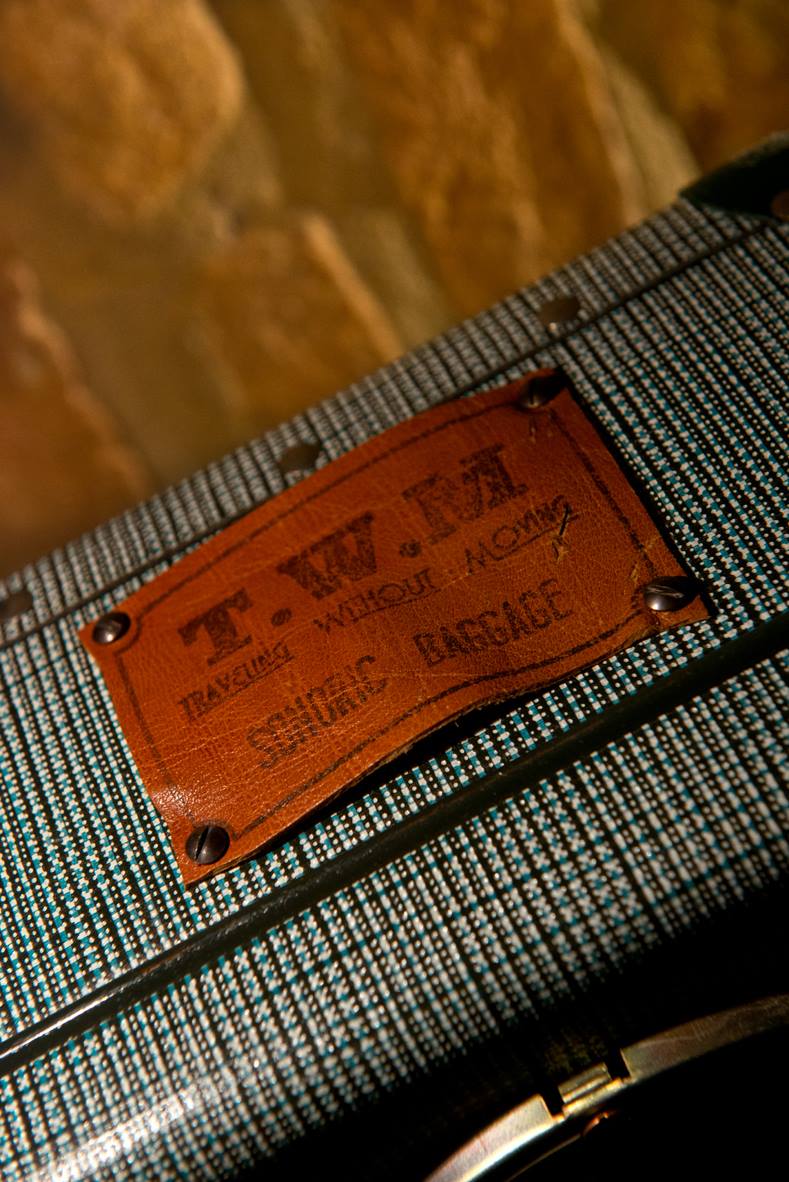 T.W.M
TRAVELING WITHOUT MOVING
SONORIC BAGGAGE